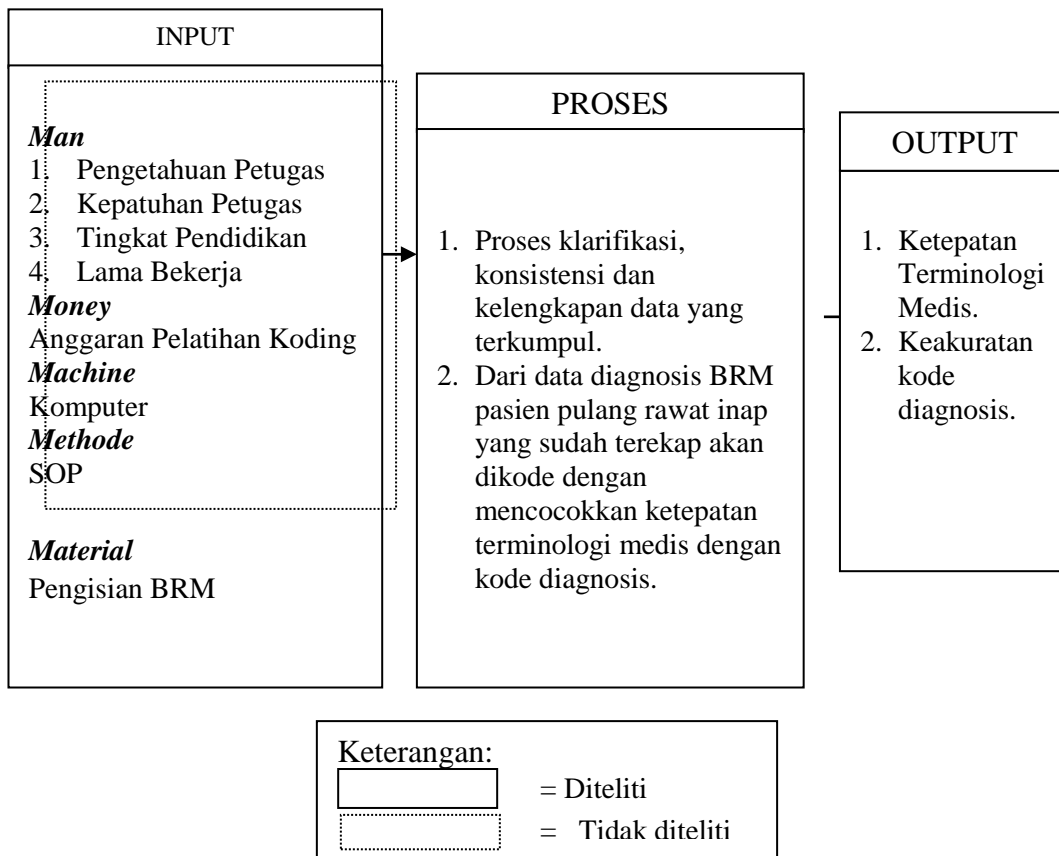 INPUT
Man
1. Pengetahuan Petugas
2. Kepatuhan Petugas
3. Tingkat Pendidikan
4. Lama Bekerja
Money
Anggaran Pelatihan Koding
Machine
Komputer
Methode
SOP
Material
Pengisian BRM
PROSES
1. Proses klarifikasi,
konsistensi dan
kelengkapan data yang
terkumpul.
2. Dari data diagnosis BRM
pasien pulang rawat inap
yang sudah terekap akan
dikode dengan
mencocokkan ketepatan
terminologi medis dengan
kode diagnosis.
OUTPUT
1. Ketepatan
Terminologi
Medis.
2. Keakuratan
kode
diagnosis.
Keterangan:
= Diteliti
= Tidak diteliti